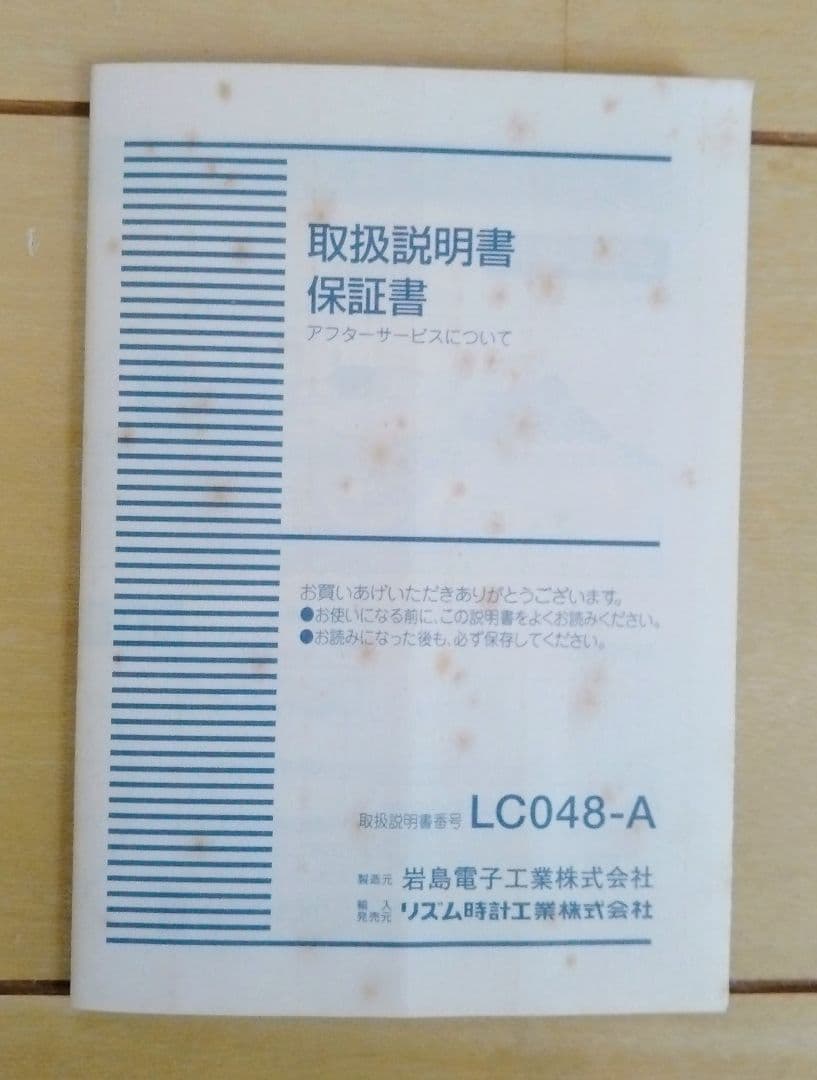 取扱説明書
保証書
アフターサービスについて
お買いあげいただきありがとうございます。
●お使いになる前に、この説明書をよくお読みください。
●お読みになった後も、必ず保存してください。
取扱説明書番号 LC048-A
製造元 岩島電子工業株式会社
輸入発売元 リズム時計工業株式会社